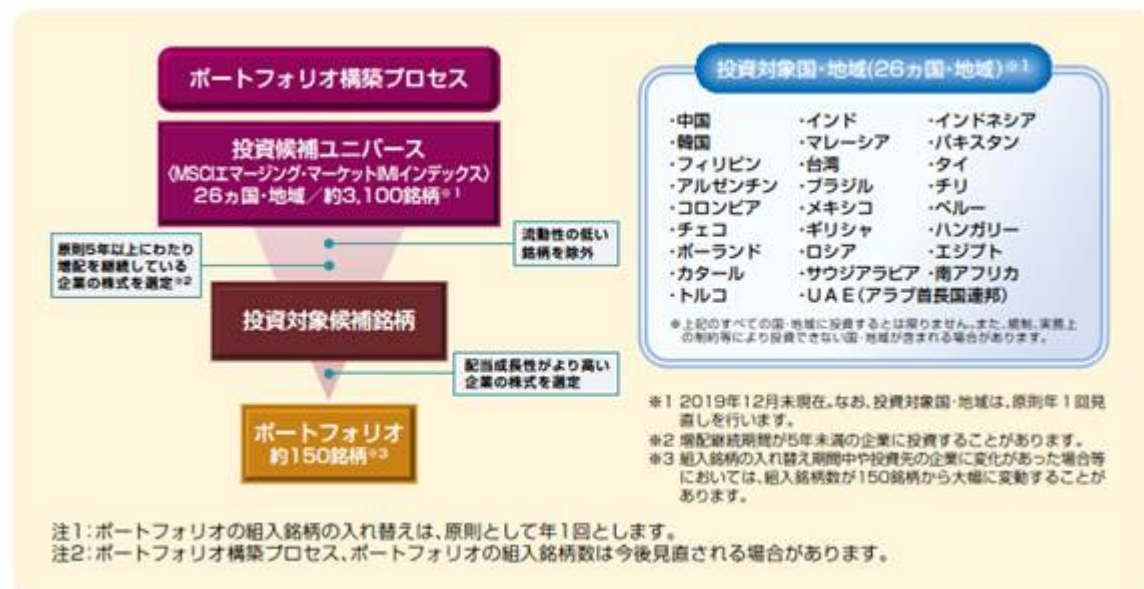 ポートフォリオ構築プロセス
投資候補ユニバース
〈MSCIエマージング・マーケットIMIインデックス〉
26ヵ国・地域／約3,100銘柄※1
流動性の低い
銘柄を除外
原則5年以上にわたり
増配を継続している
企業の株式を選定※2
投資対象候補銘柄
配当成長性がより高い
企業の株式を選定
ポートフォリオ
約150銘柄※3
投資対象国・地域(26ヵ国・地域)※1
・中国 ・インド ・インドネシア
・韓国 ・マレーシア ・パキスタン
・フィリピン ・台湾 ・タイ
・アルゼンチン ・ブラジル ・チリ
・コロンビア ・メキシコ ・ペルー
・チェコ ・ギリシャ ・ハンガリー
・ポーランド ・ロシア ・エジプト
・カタール ・サウジアラビア ・南アフリカ
・トルコ ・UAE(アラブ首長国連邦)
※上記のすべての国・地域に投資するとは限りません。また、規制、実務上
の制約等により投資できない国・地域が含まれる場合があります。
※1 2019年12月末現在。なお、投資対象国・地域は、原則年1回見
直しを行います。
※2 増配継続期間が5年未満の企業に投資することがあります。
※3 組入銘柄の入れ替え期間中や投資先の企業に変化があった場合等
においては、組入銘柄数が150銘柄から大幅に変動することが
あります。
注1：ポートフォリオの組入銘柄の入れ替えは、原則として年1回とします。
注2：ポートフォリオ構築プロセス、ポートフォリオの組入銘柄数は今後見直される場合があります。